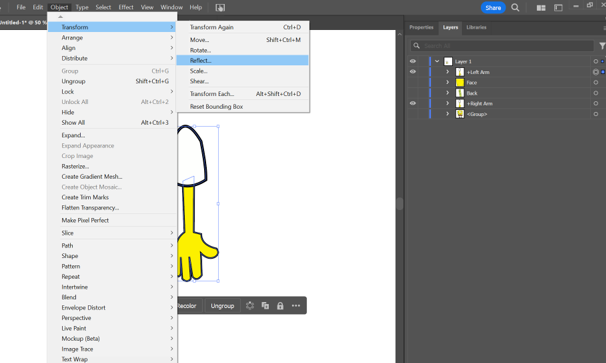 File Edit Object Type Select Effect View Window Help Share
Untitled-1* @ 50 %
Transform
Arrange
Align
Distribute
Group Ctrl+G
Ungroup Shift+Ctrl+G
Lock
Unlock All Alt+Ctrl+2
Hide
Show All Alt+Ctrl+3
Expand...
Expand Appearance
Crop Image
Rasterize...
Create Gradient Mesh...
Create Object Mosaic...
Create Trim Marks
Flatten Transparency...
Make Pixel Perfect
Slice
Path
Shape
Pattern
Repeat
Intertwine
Blend
Envelope Distort
Perspective
Live Paint
Mockup (Beta)
Image Trace
Text Wrap
Transform Again Ctrl+D
Move... Shift+Ctrl+M
Rotate...
Reflect...
Scale...
Shear...
Transform Each... Alt+Shift+Ctrl+D
Reset Bounding Box
Recolor Ungroup
Properties Layers Libraries
Search All
Layer 1
+Left Arm
Face
Back
+Right Arm
<Group>